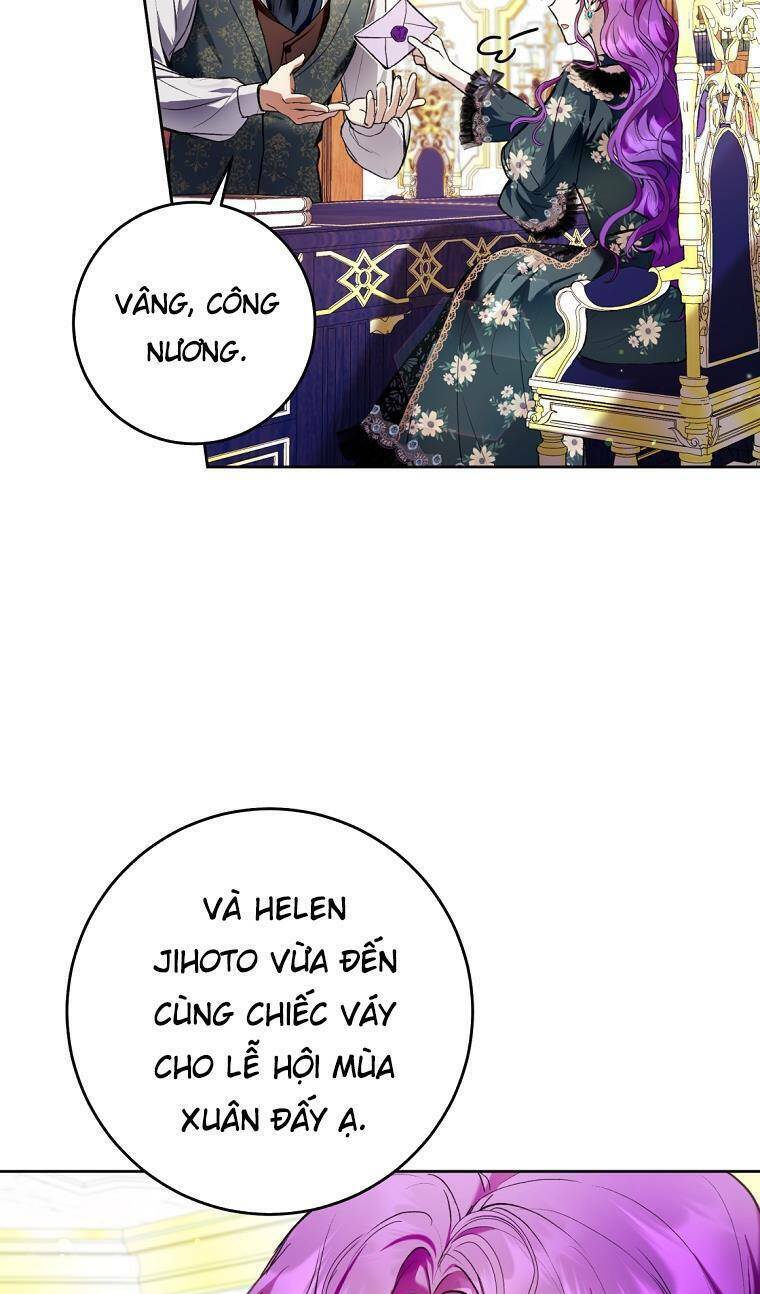 VÂNG, CÔNG
NƯƠNG.
VÀ HELEN
JIHOTO VỪA ĐẾN
CÙNG CHIẾC VÁY
CHO LỄ HỘI MÙA
XUÂN ĐẤY Ạ.